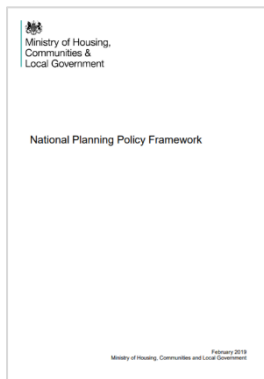 Ministry of Housing,
Communities &
Local Government
National Planning Policy Framework
February 2019
Ministry of Housing, Communities and Local Government